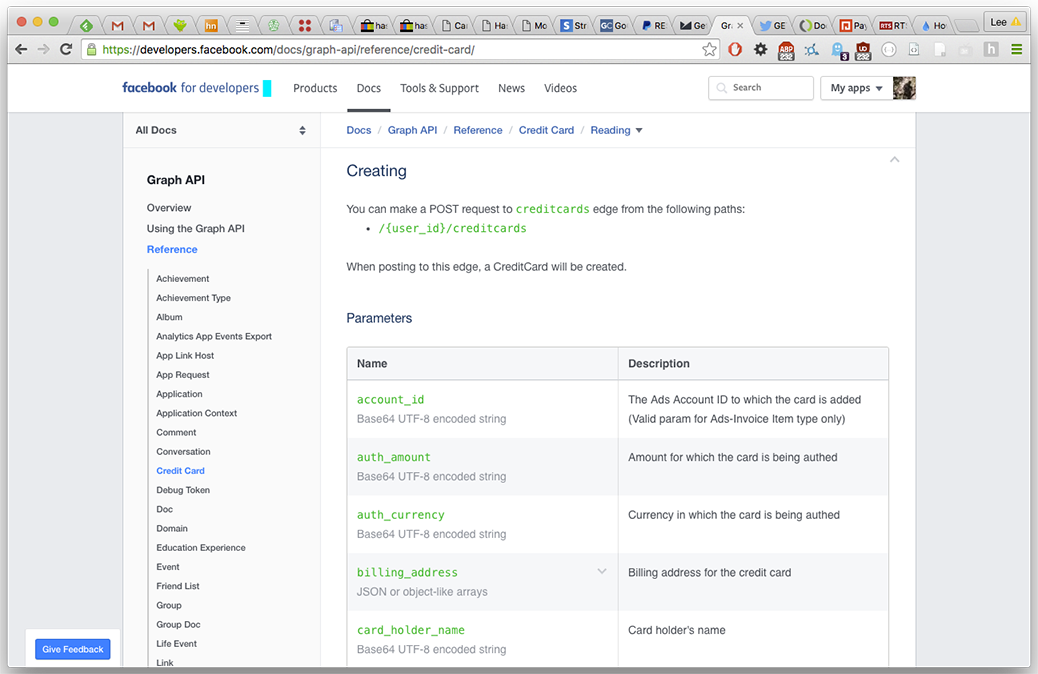 hn
has
has
Ca
Ha
Mo
S Str
GC Go
RE
Ge
Gr
GE
Do
Pay
RTS RTS
Ho
Lee
https://developers.facebook.com/docs/graph-api/reference/credit-card/
ABP
232
3
UD
252
h
facebook for developers
Products
Docs
Tools & Support
News
Videos
Search
My apps
All Docs
Docs / Graph API / Reference / Credit Card / Reading
Graph API
Overview
Using the Graph API
Reference
Achievement
Achievement Type
Album
Analytics App Events Export
App Link Host
App Request
Application
Application Context
Comment
Conversation
Credit Card
Debug Token
Doc
Domain
Education Experience
Event
Friend List
Group
Group Doc
Life Event
Link
Give Feedback
Creating
You can make a POST request to creditcards edge from the following paths:
• /{user_id}/creditcards
When posting to this edge, a CreditCard will be created.
Parameters
Name
Description
account_id
Base64 UTF-8 encoded string
The Ads Account ID to which the card is added
(Valid param for Ads-Invoice Item type only)
auth_amount
Base64 UTF-8 encoded string
Amount for which the card is being authed
auth_currency
Base64 UTF-8 encoded string
Currency in which the card is being authed
billing_address
JSON or object-like arrays
Billing address for the credit card
card_holder_name
Base64 UTF-8 encoded string
Card holder's name